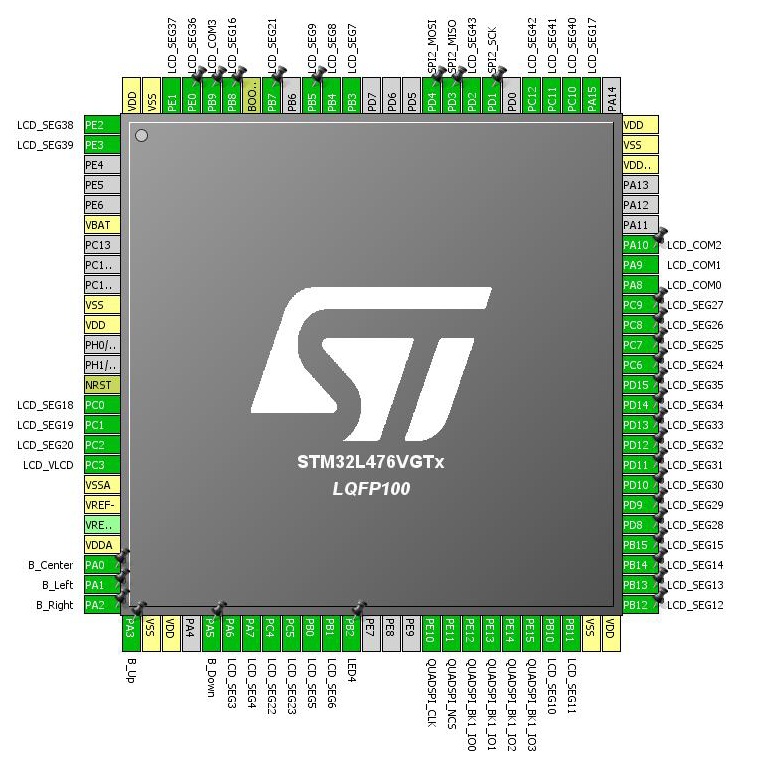 LCD_SEG37
LCD_SEG36
LCD_COM3
LCD_SEG16
LCD_SEG21
LCD_SEG9
LCD_SEG8
LCD_SEG7
SPI2_MOSI
SPI2_MISO
LCD_SEG43
SPI2_SCK
LCD_SEG42
LCD_SEG41
LCD_SEG40
LCD_SEG17
VDD
VSS
PE1
PE0
PB9
PB8
BOO..
PB7
PB6
PB5
PB4
PB3
PD7
PD6
PD5
PD4
PD3
PD2
PD1
PD0
PC12
PC11
PC10
PA15
PA14
LCD_SEG38 PE2
LCD_SEG39 PE3
PE4
PE5
PE6
VBAT
PC13
PC1..
PC1..
VSS
VDD
PH0/..
PH1/..
NRST
LCD_SEG18 PC0
LCD_SEG19 PC1
LCD_SEG20 PC2
LCD_VLCD PC3
VSSA
VREF-
VRE..
VDDA
B_Center PA0
B_Left PA1
B_Right PA2
ST
STM32L476VGTx
LQFP100
VDD
VSS
VDD..
PA13
PA12
PA11
PA10 LCD_COM2
PA9 LCD_COM1
PA8 LCD_COM0
PC9 LCD_SEG27
PC8 LCD_SEG26
PC7 LCD_SEG25
PC6 LCD_SEG24
PD15 LCD_SEG35
PD14 LCD_SEG34
PD13 LCD_SEG33
PD12 LCD_SEG32
PD11 LCD_SEG31
PD10 LCD_SEG30
PD9 LCD_SEG29
PD8 LCD_SEG28
PB15 LCD_SEG15
PB14 LCD_SEG14
PB13 LCD_SEG13
PB12 LCD_SEG12
PA3
VSS
VDD
PA4
PA5
PA6
PA7
PC4
PC5
PB0
PB1
PB2
PE7
PE8
PE9
PE10
PE11
PE12
PE13
PE14
PE15
PB10
PB11
VSS
VDD
B_Up
B_Down
LCD_SEG3
LCD_SEG4
LCD_SEG22
LCD_SEG23
LCD_SEG5
LCD_SEG6
LED4
QUADSPI_CLK
QUADSPI_NCS
QUADSPI_BK1_IO0
QUADSPI_BK1_IO1
QUADSPI_BK1_IO2
QUADSPI_BK1_IO3
LCD_SEG10
LCD_SEG11